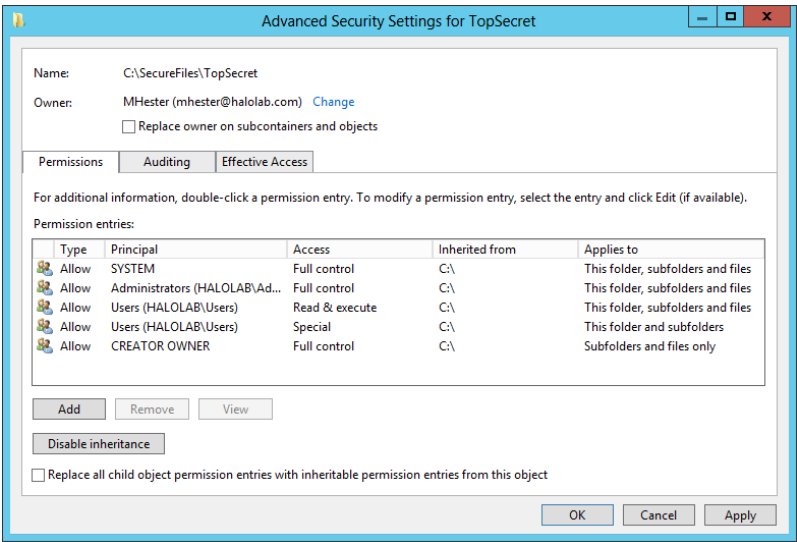 Advanced Security Settings for TopSecret
Name: C:\SecureFiles\TopSecret
Owner: MHester (mhester@halolab.com) Change
Replace owner on subcontainers and objects
Permissions Auditing Effective Access
For additional information, double-click a permission entry. To modify a permission entry, select the entry and click Edit (if available).
Permission entries:
Type Principal Access Inherited from Applies to
Allow SYSTEM Full control C:\ This folder, subfolders and files
Allow Administrators (HALOLAB\Ad... Full control C:\ This folder, subfolders and files
Allow Users (HALOLAB\Users) Read & execute C:\ This folder, subfolders and files
Allow Users (HALOLAB\Users) Special C:\ This folder and subfolders
Allow CREATOR OWNER Full control C:\ Subfolders and files only
Add Remove View
Disable inheritance
Replace all child object permission entries with inheritable permission entries from this object
OK Cancel Apply